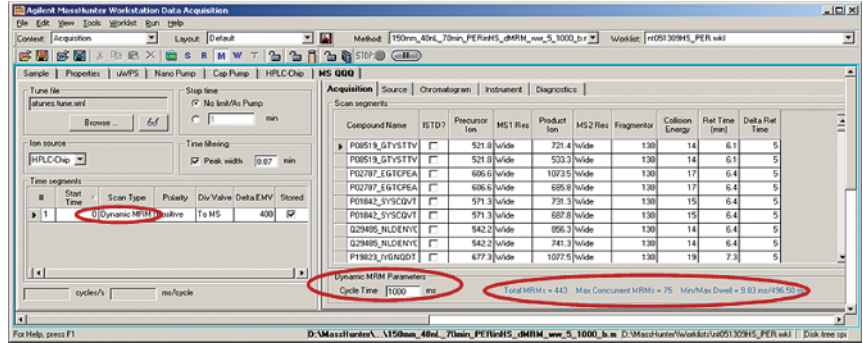 Agilent MassHunter Workstation Data Acquisition
File Edit View Tools Worklist Run Help
Context: Acquisition Layout: Default Method: 150mm_40nL_70min_PERinHS_dMRM_ww_5_1000_b.m Worklist: nt051309HS_PER.wkl
S R M W T STOP
Sample Properties uWPS Nano Pump Cap Pump HPLC-Chip MS QQQ
Tune file Stop time Acquisition Source Chromatogram Instrument Diagnostics
atunes.tune.xml No limit/As Pump Scan segments
Browse ... 1 min
Compound Name ISTD? Precursor Ion MS1 Res Product Ion MS2 Res Fragmentor Collision Energy Ret Time (min) Delta Ret Time
Ion source Time filtering
HPLC-Chip Peak width 0.07 min
Time segments
# Start Time Scan Type Polarity Div Valve Delta EMV Stored
1 0 Dynamic MRM Positive To MS 400
P08519_GTYSTTV 521.8 Wide 721.4 Wide 130 14 6.1 5
P08519_GTYSTTV 521.8 Wide 533.3 Wide 130 14 6.1 5
P02787_EGTCPEA 606.6 Wide 1073.5 Wide 130 17 6.4 5
P02787_EGTCPEA 606.6 Wide 685.8 Wide 130 17 6.4 5
P01842_SYSCQVT 571.3 Wide 731.3 Wide 130 15 6.4 5
P01842_SYSCQVT 571.3 Wide 687.8 Wide 130 15 6.4 5
Q29485_NLDENYC 542.2 Wide 856.3 Wide 130 14 6.4 5
Q29485_NLDENYC 542.2 Wide 741.3 Wide 130 14 6.4 5
P19823_IYGNQDT 677.3 Wide 1077.5 Wide 130 19 7.3 5
Dynamic MRM Parameters
cycles/s ms/cycle Cycle Time 1000 ms Total MRMs = 443 Max Concurrent MRMs = 75 Min/Max Dwell = 9.83 ms/496.50 ms
For Help, press F1 D:\MassHunter\...\150mm_40nL_70min_PERinHS_dMRM_ww_5_1000_b.m D:\MassHunter\Worklists\nt051309HS_PER.wkl Disk free spa